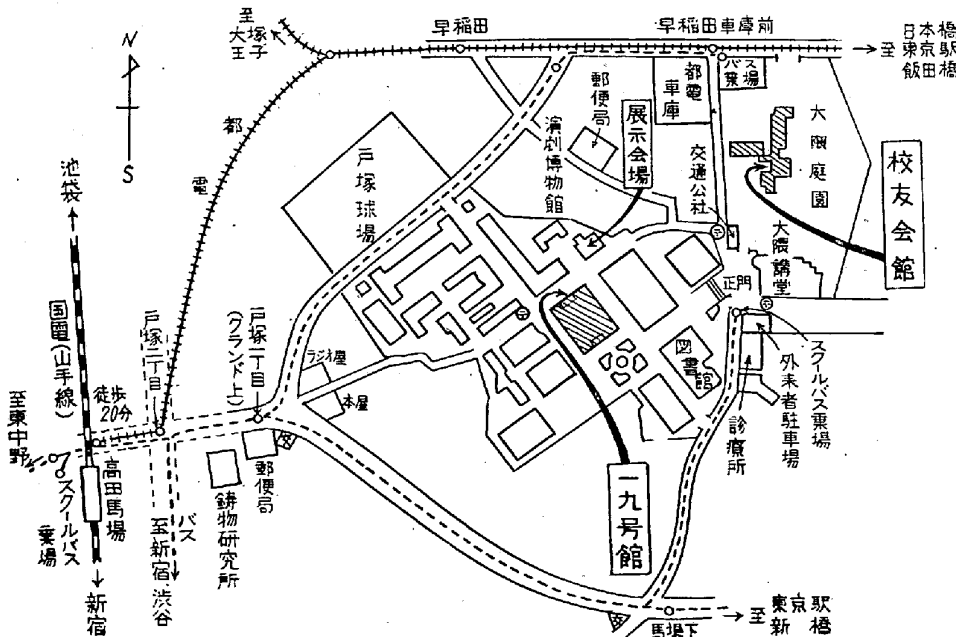 至
大塚
王子
早稲田
早稲田車庫前
至
日本橋
東京駅
飯田橋
N
S
都電
池袋
国電(山手線)
至東中野
スクールバス
乗場
徒歩
20分
高田馬場
新宿
戸塚二丁目
至新宿・渋谷
バス
戸塚一丁目
(グランド上)
郵便局
鋳物研究所
ラジオ屋
本屋
戸塚球場
演劇博物館
郵便局
展示会場
都電
車庫
バス
乗場
交通公社
大隈庭園
校友会館
大隈講堂
正門
図書館
スクールバス乗場
外来者駐車場
診療所
一九号館
馬場下
至
東京駅
新橋